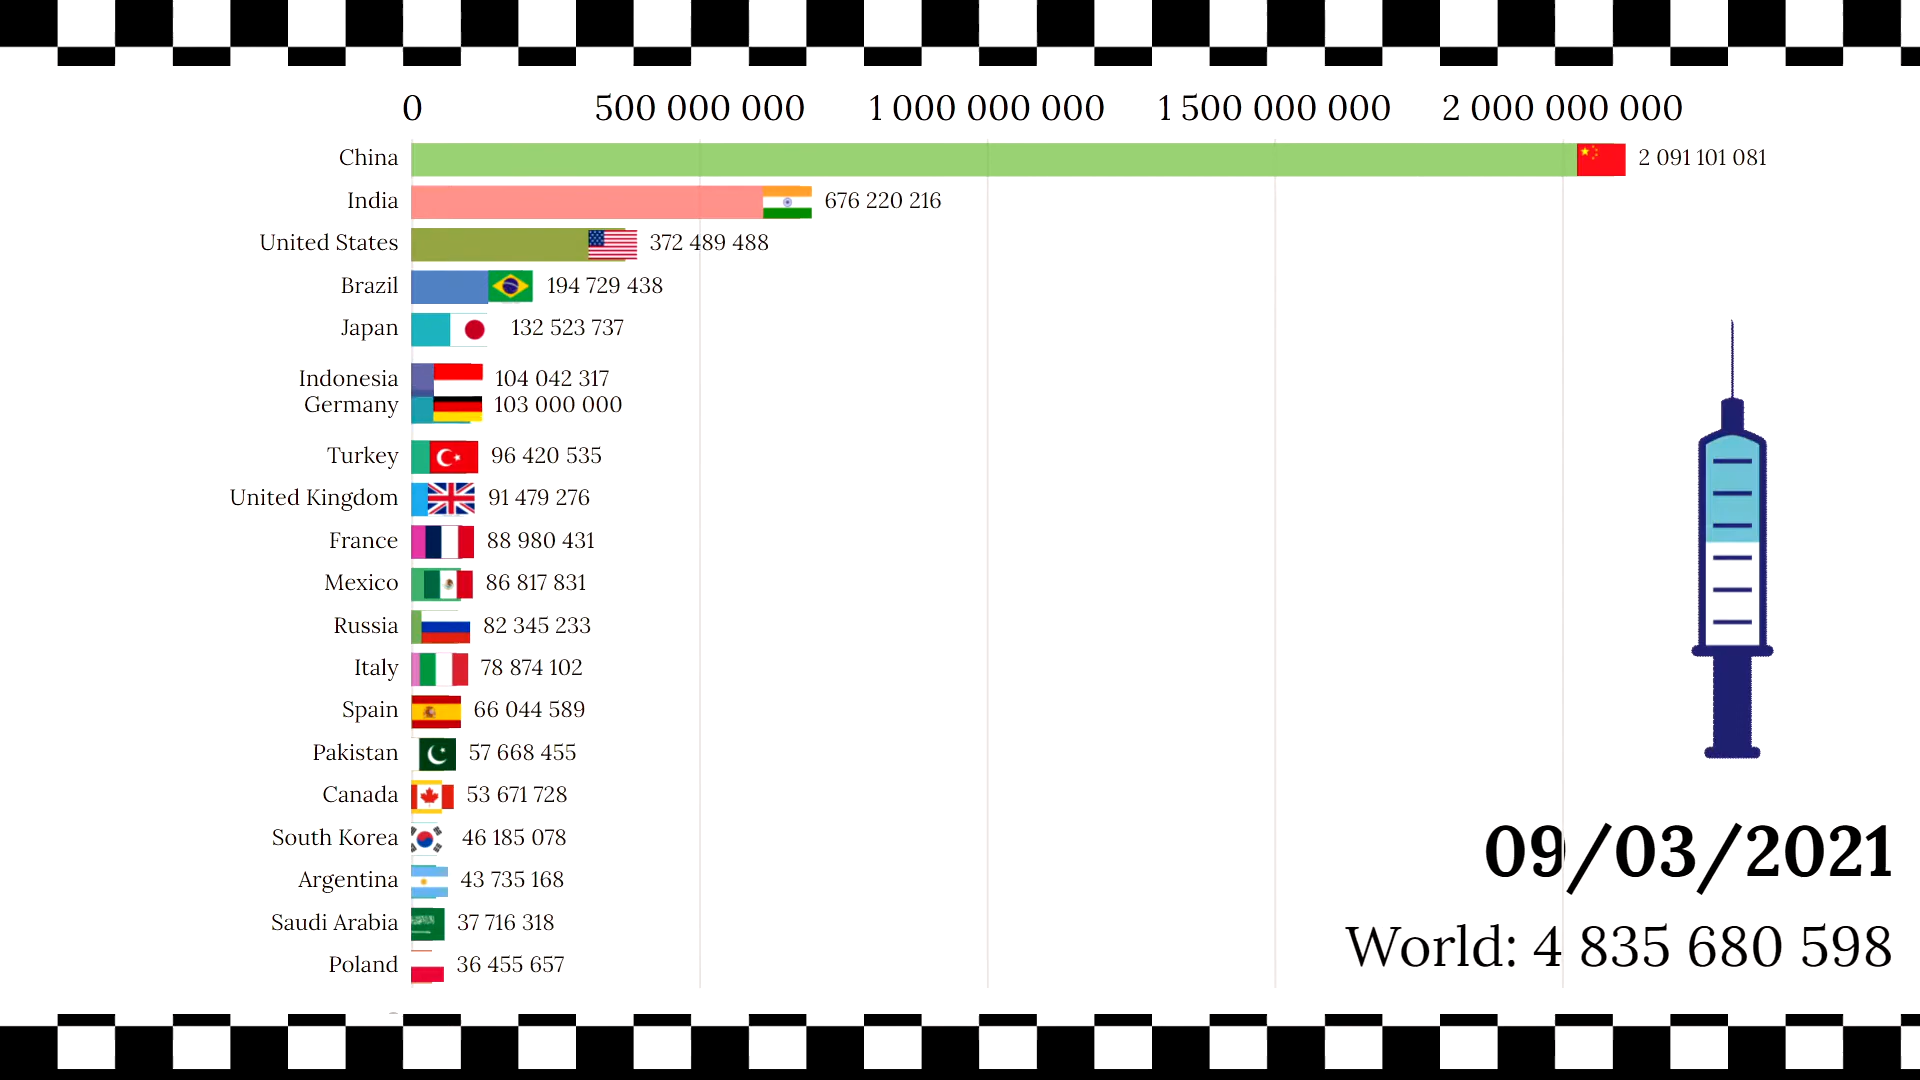 0 500 000 000 1 000 000 000 1 500 000 000 2 000 000 000
China 2 091 101 081
India 676 220 216
United States 372 489 488
Brazil 194 729 438
Japan 132 523 737
Indonesia 104 042 317
Germany 103 000 000
Turkey 96 420 535
United Kingdom 91 479 276
France 88 980 431
Mexico 86 817 831
Russia 82 345 233
Italy 78 874 102
Spain 66 044 589
Pakistan 57 668 455
Canada 53 671 728
South Korea 46 185 078
Argentina 43 735 168
Saudi Arabia 37 716 318
Poland 36 455 657
09/03/2021
World: 4 835 680 598